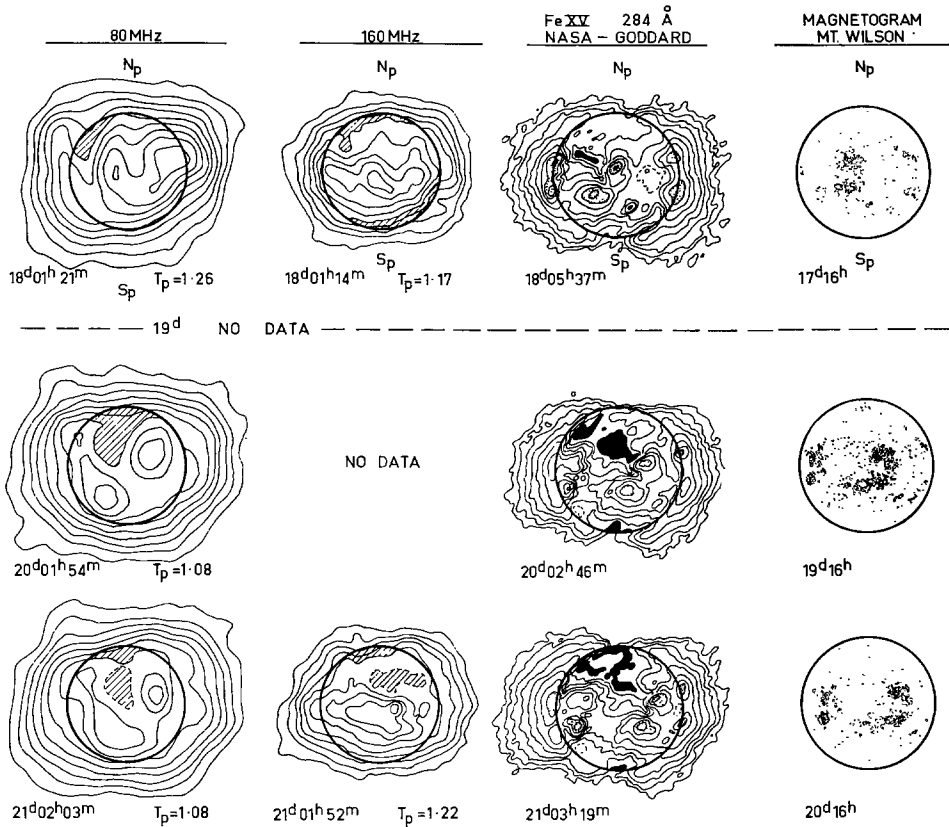 80 MHz 160 MHz Fe XV 284 Å NASA – GODDARD MAGNETOGRAM MT. WILSON
Np Np Np Np
18d01h21m Tp=1·26 18d01h14m Tp=1·17 18d05h37m 17d16h
Sp Sp Sp Sp
19d NO DATA
NO DATA
20d01h54m Tp=1·08 20d02h46m 19d16h
21d02h03m Tp=1·08 21d01h52m Tp=1·22 21d03h19m 20d16h